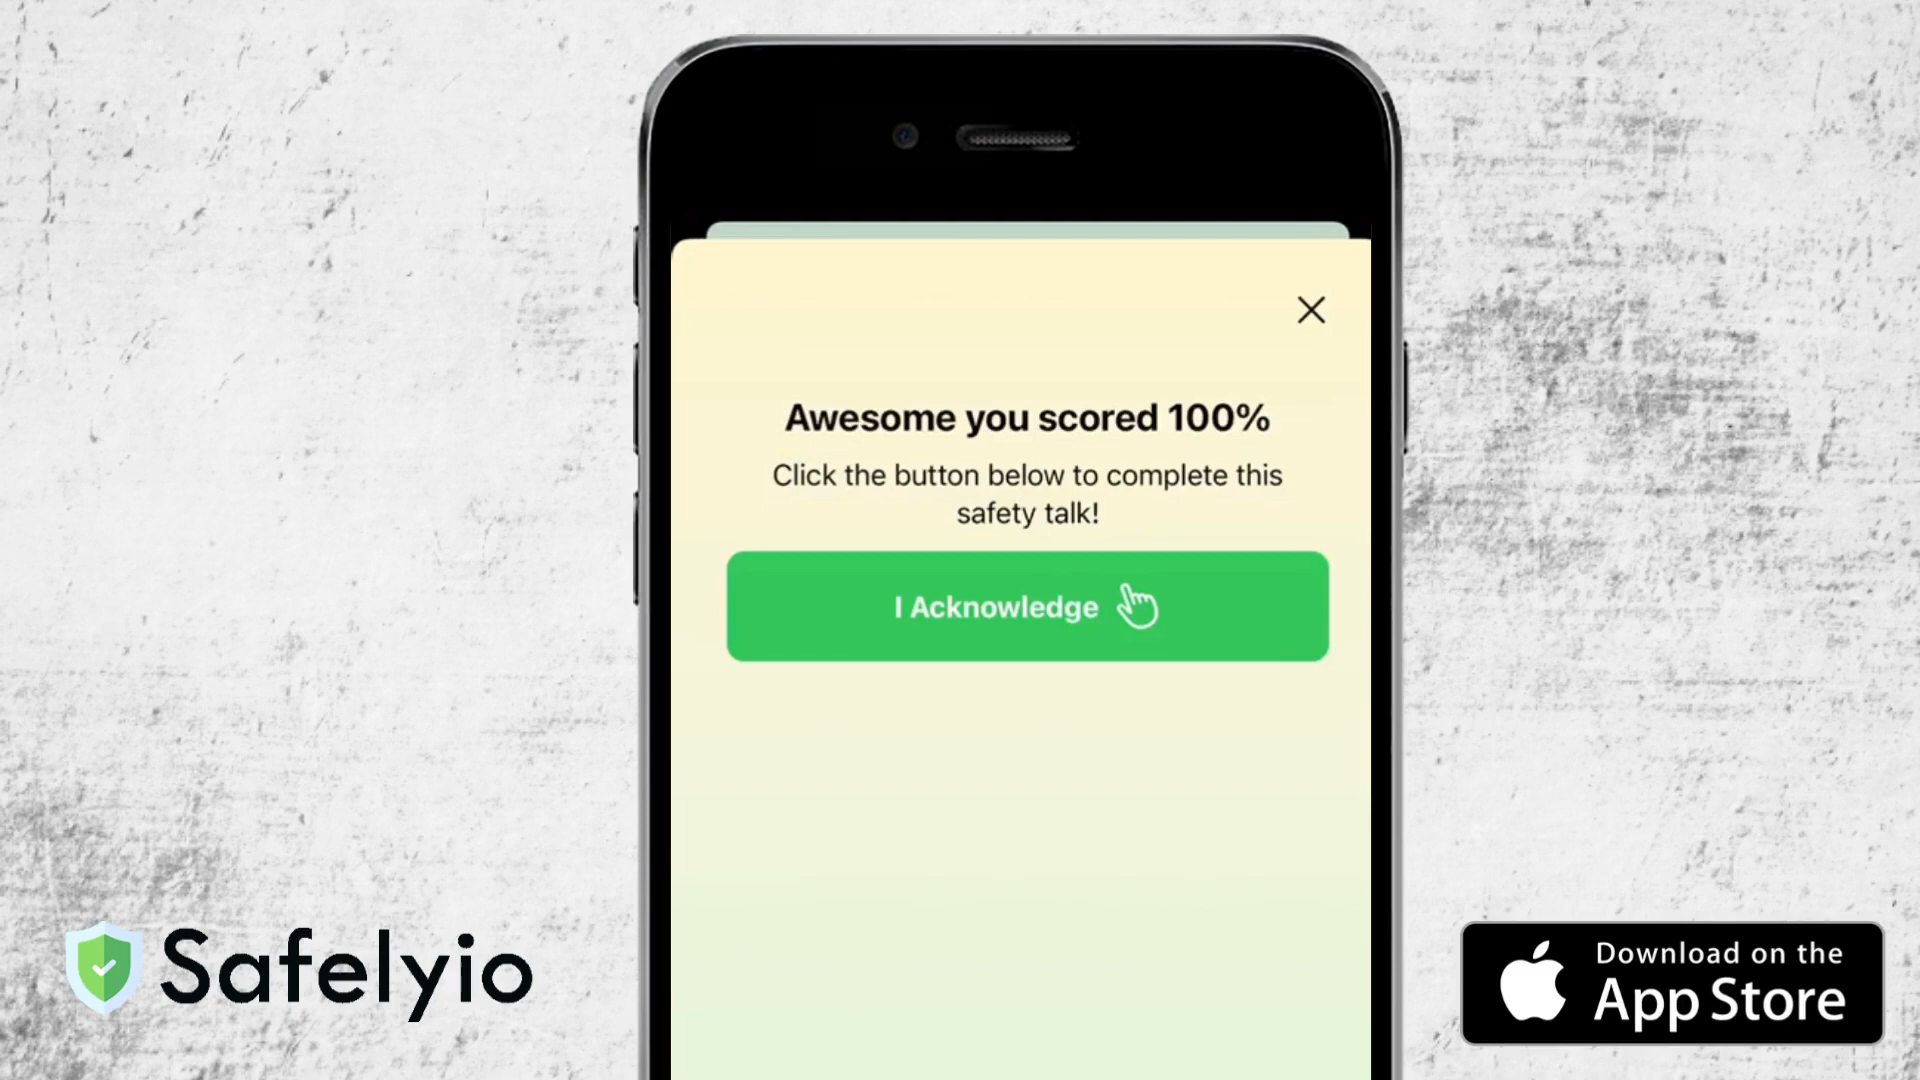 Awesome you scored 100%
Click the button below to complete this
safety talk!
I Acknowledge
Safelyio
Download on the
App Store